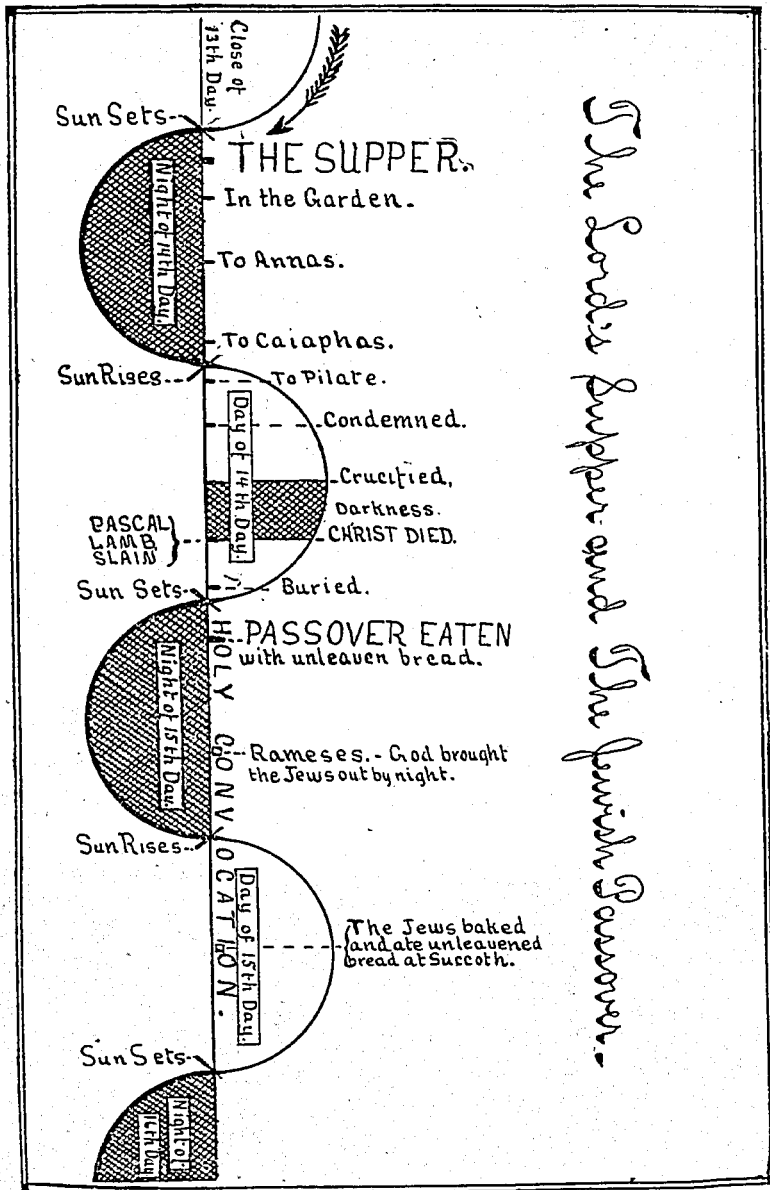 The Lord's Supper and The Jewish Passover.
Close of
13th Day.
Sun Sets
THE SUPPER.
In the Garden.
Night of 14th Day.
To Annas.
To Caiaphas.
Sun Rises
To Pilate.
Condemned.
Day of 14th Day.
Crucified,
Darkness.
PASCAL
LAMB
SLAIN
CHRIST DIED.
Buried.
Sun Sets
PASSOVER EATEN
with unleaven bread.
HOLY CONVOCATION.
Night of 15th Day.
Rameses. - God brought
the Jews out by night.
Sun Rises
Day of 15th Day.
The Jews baked
and ate unleavened
bread at Succoth.
Sun Sets
Night of
16th Day